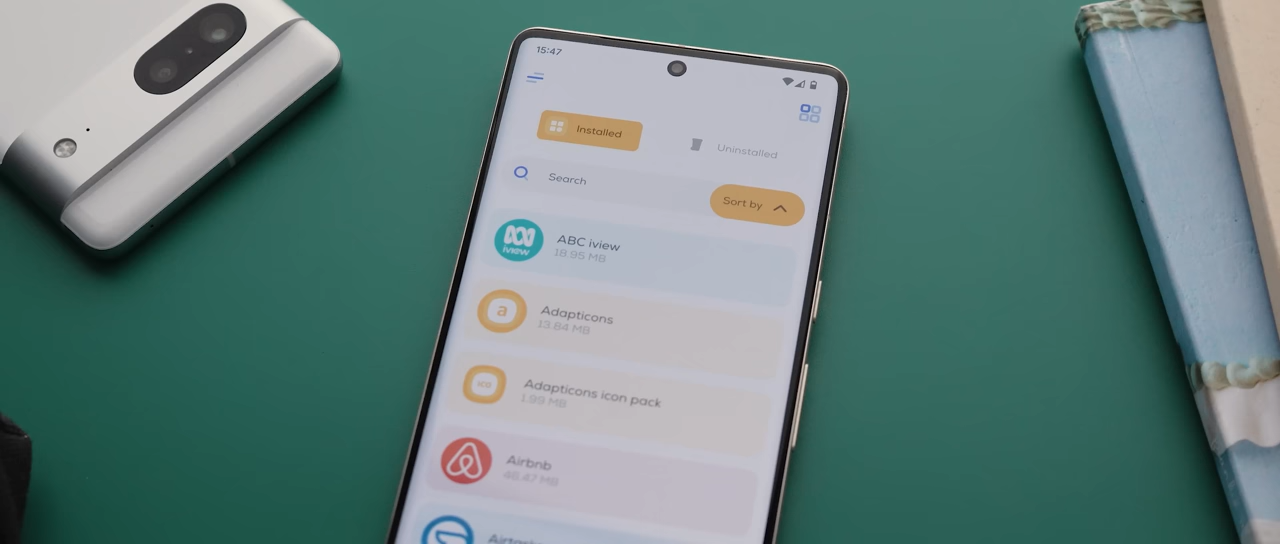 15:47
Installed
Uninstalled
Search
Sort by
ABC iview
18.95 MB
iview
a
Adapticons
13.84 MB
ico
Adapticons icon pack
1.99 MB
Airbnb
46.47 MB